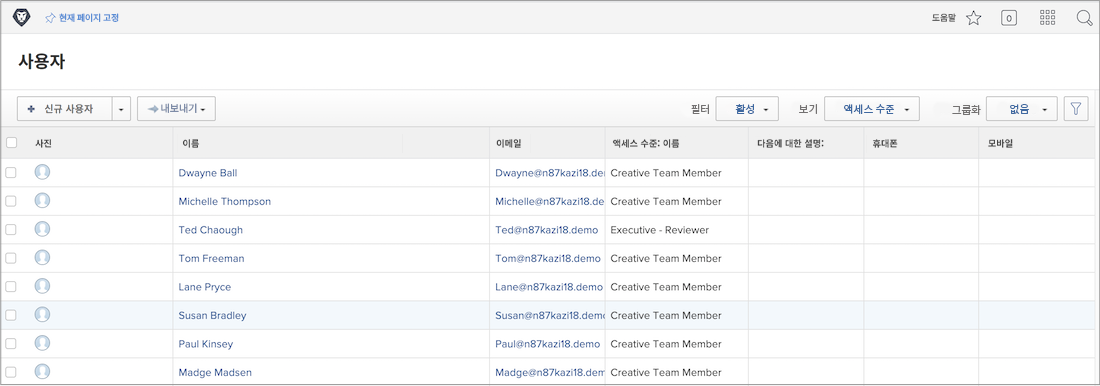 현재 페이지 고정 도움말 0
사용자
신규 사용자 내보내기 필터 활성 보기 액세스 수준 그룹화 없음
사진 이름 이메일 액세스 수준: 이름 다음에 대한 설명: 휴대폰 모바일
Dwayne Ball Dwayne@n87kazi18.der Creative Team Member
Michelle Thompson Michelle@n87kazi18.de Creative Team Member
Ted Chaough Ted@n87kazi18.demo Executive - Reviewer
Tom Freeman Tom@n87kazi18.demo Creative Team Member
Lane Pryce Lane@n87kazi18.demo Creative Team Member
Susan Bradley Susan@n87kazi18.demo Creative Team Member
Paul Kinsey Paul@n87kazi18.demo Creative Team Member
Madge Madsen Madge@n87kazi18.dem Creative Team Member